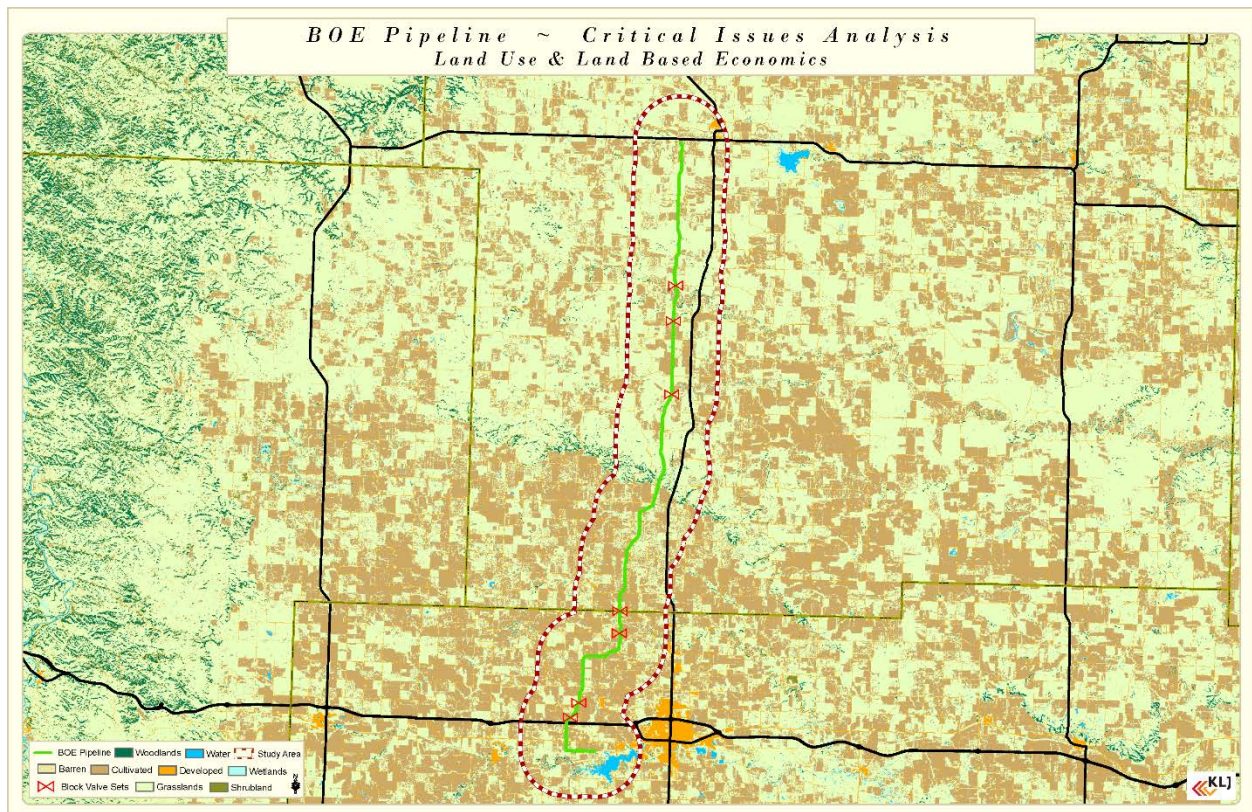 BOE Pipeline ~ Critical Issues Analysis
Land Use & Land Based Economics
BOE Pipeline Woodlands Water Study Area
Barren Cultivated Developed Wetlands
Block Valve Sets Grasslands Shrubland N
KLJ